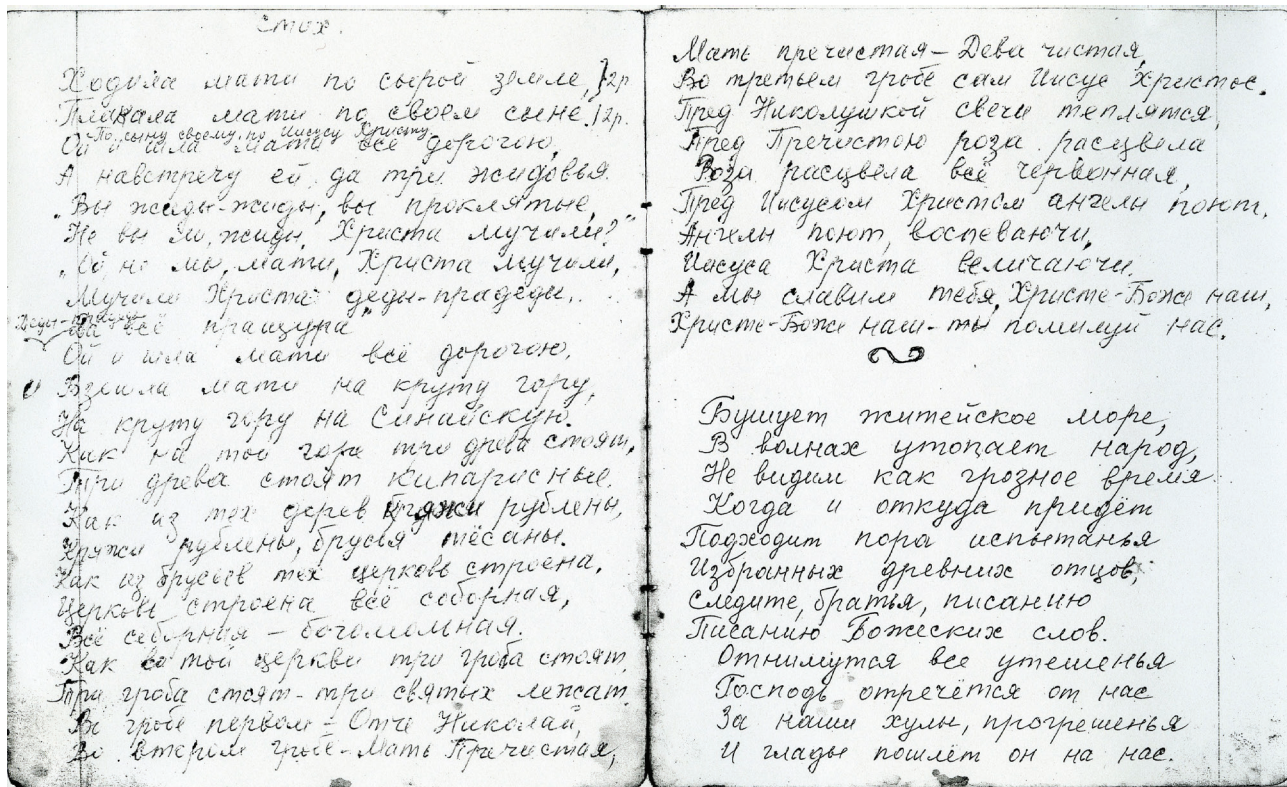 Стих.
Ходила мати по сырой земле, }2р
Плакала мати по своем сыне. }2р.
По сыну своему, по Иисусу Христу
Ой и шла мати всё дорогою,
А навстречу ей, да три жидовья
„Вы жиды-жиды, вы проклятые,
Не вы ли, жиды, Христа мучили?"
„Ой не мы, мати, Христа мучили,
Мучили Христа деды-прадеды,
Деды-прадеды
всё пращура"
Ой и шла мати всё дорогою,
Взошла мати на круту гору,
На круту гору на Синайскую.
Как на той горе три древа стоят,
Три древа стоят кипарисные.
Как из тех дерев кряжи рублены,
Кряжи рублены, брусья тёсаны.
Как из брусьев тех церковь строена,
Церковь строена всё соборная,
Всё соборная – богомольная.
Как во той церкви три гроба стоят,
Три гроба стоят – три святых лежат.
Во гробе первом – Отче Николай,
Во втором гробе – Мать Пречистая,
Мать пречистая – Дева чистая,
Во третьем гробе сам Иисус Христос.
Пред Николушкой свечи теплятся,
Пред Пречистою роза расцвела
Роза расцвела всё червонная,
Пред Иисусом Христом ангелы поют,
Ангелы поют, воспеваючи,
Иисуса Христа величаючи.
А мы славим тебя, Христе-Боже наш,
Христе-Боже наш – ты помилуй нас.
Бушует житейское море,
В волнах утопает народ,
Не видим как грозное время
Когда и откуда придёт
Подходит пора испытанья
Избранных древних отцов,
Следите, братья, писанию
Писанию Божеских слов.
Отнимутся все утешенья
Господь отречётся от нас
За наши хулы, прогрешенья
И глады пошлёт он на нас.